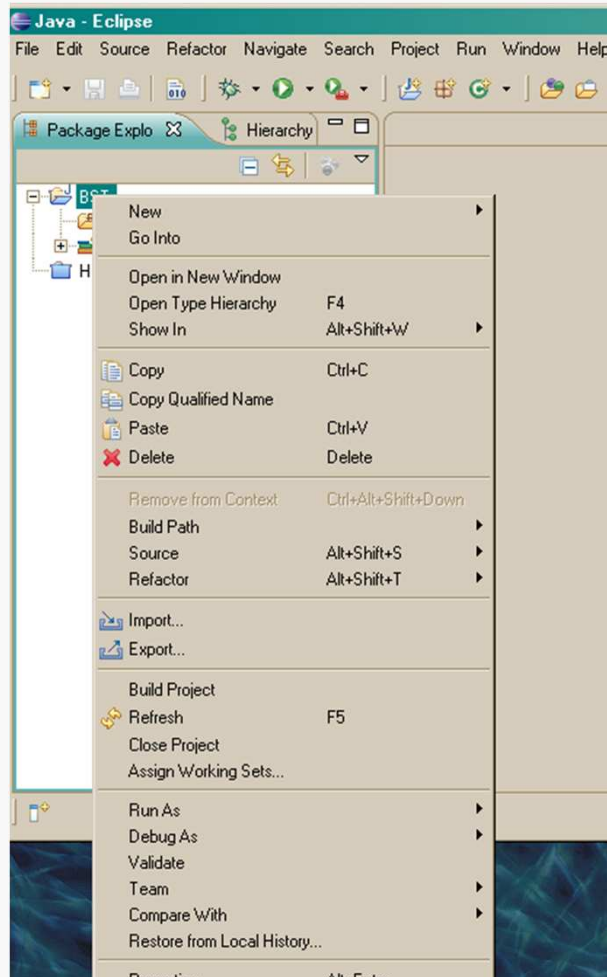 Java - Eclipse
File Edit Source Refactor Navigate Search Project Run Window Help
010
Package Explo Hierarchy
BST
H
New
Go Into
Open in New Window
Open Type Hierarchy F4
Show In Alt+Shift+W
Copy Ctrl+C
Copy Qualified Name
Paste Ctrl+V
Delete Delete
Remove from Context Ctrl+Alt+Shift+Down
Build Path
Source Alt+Shift+S
Refactor Alt+Shift+T
Import...
Export...
Build Project
Refresh F5
Close Project
Assign Working Sets...
Run As
Debug As
Validate
Team
Compare With
Restore from Local History...